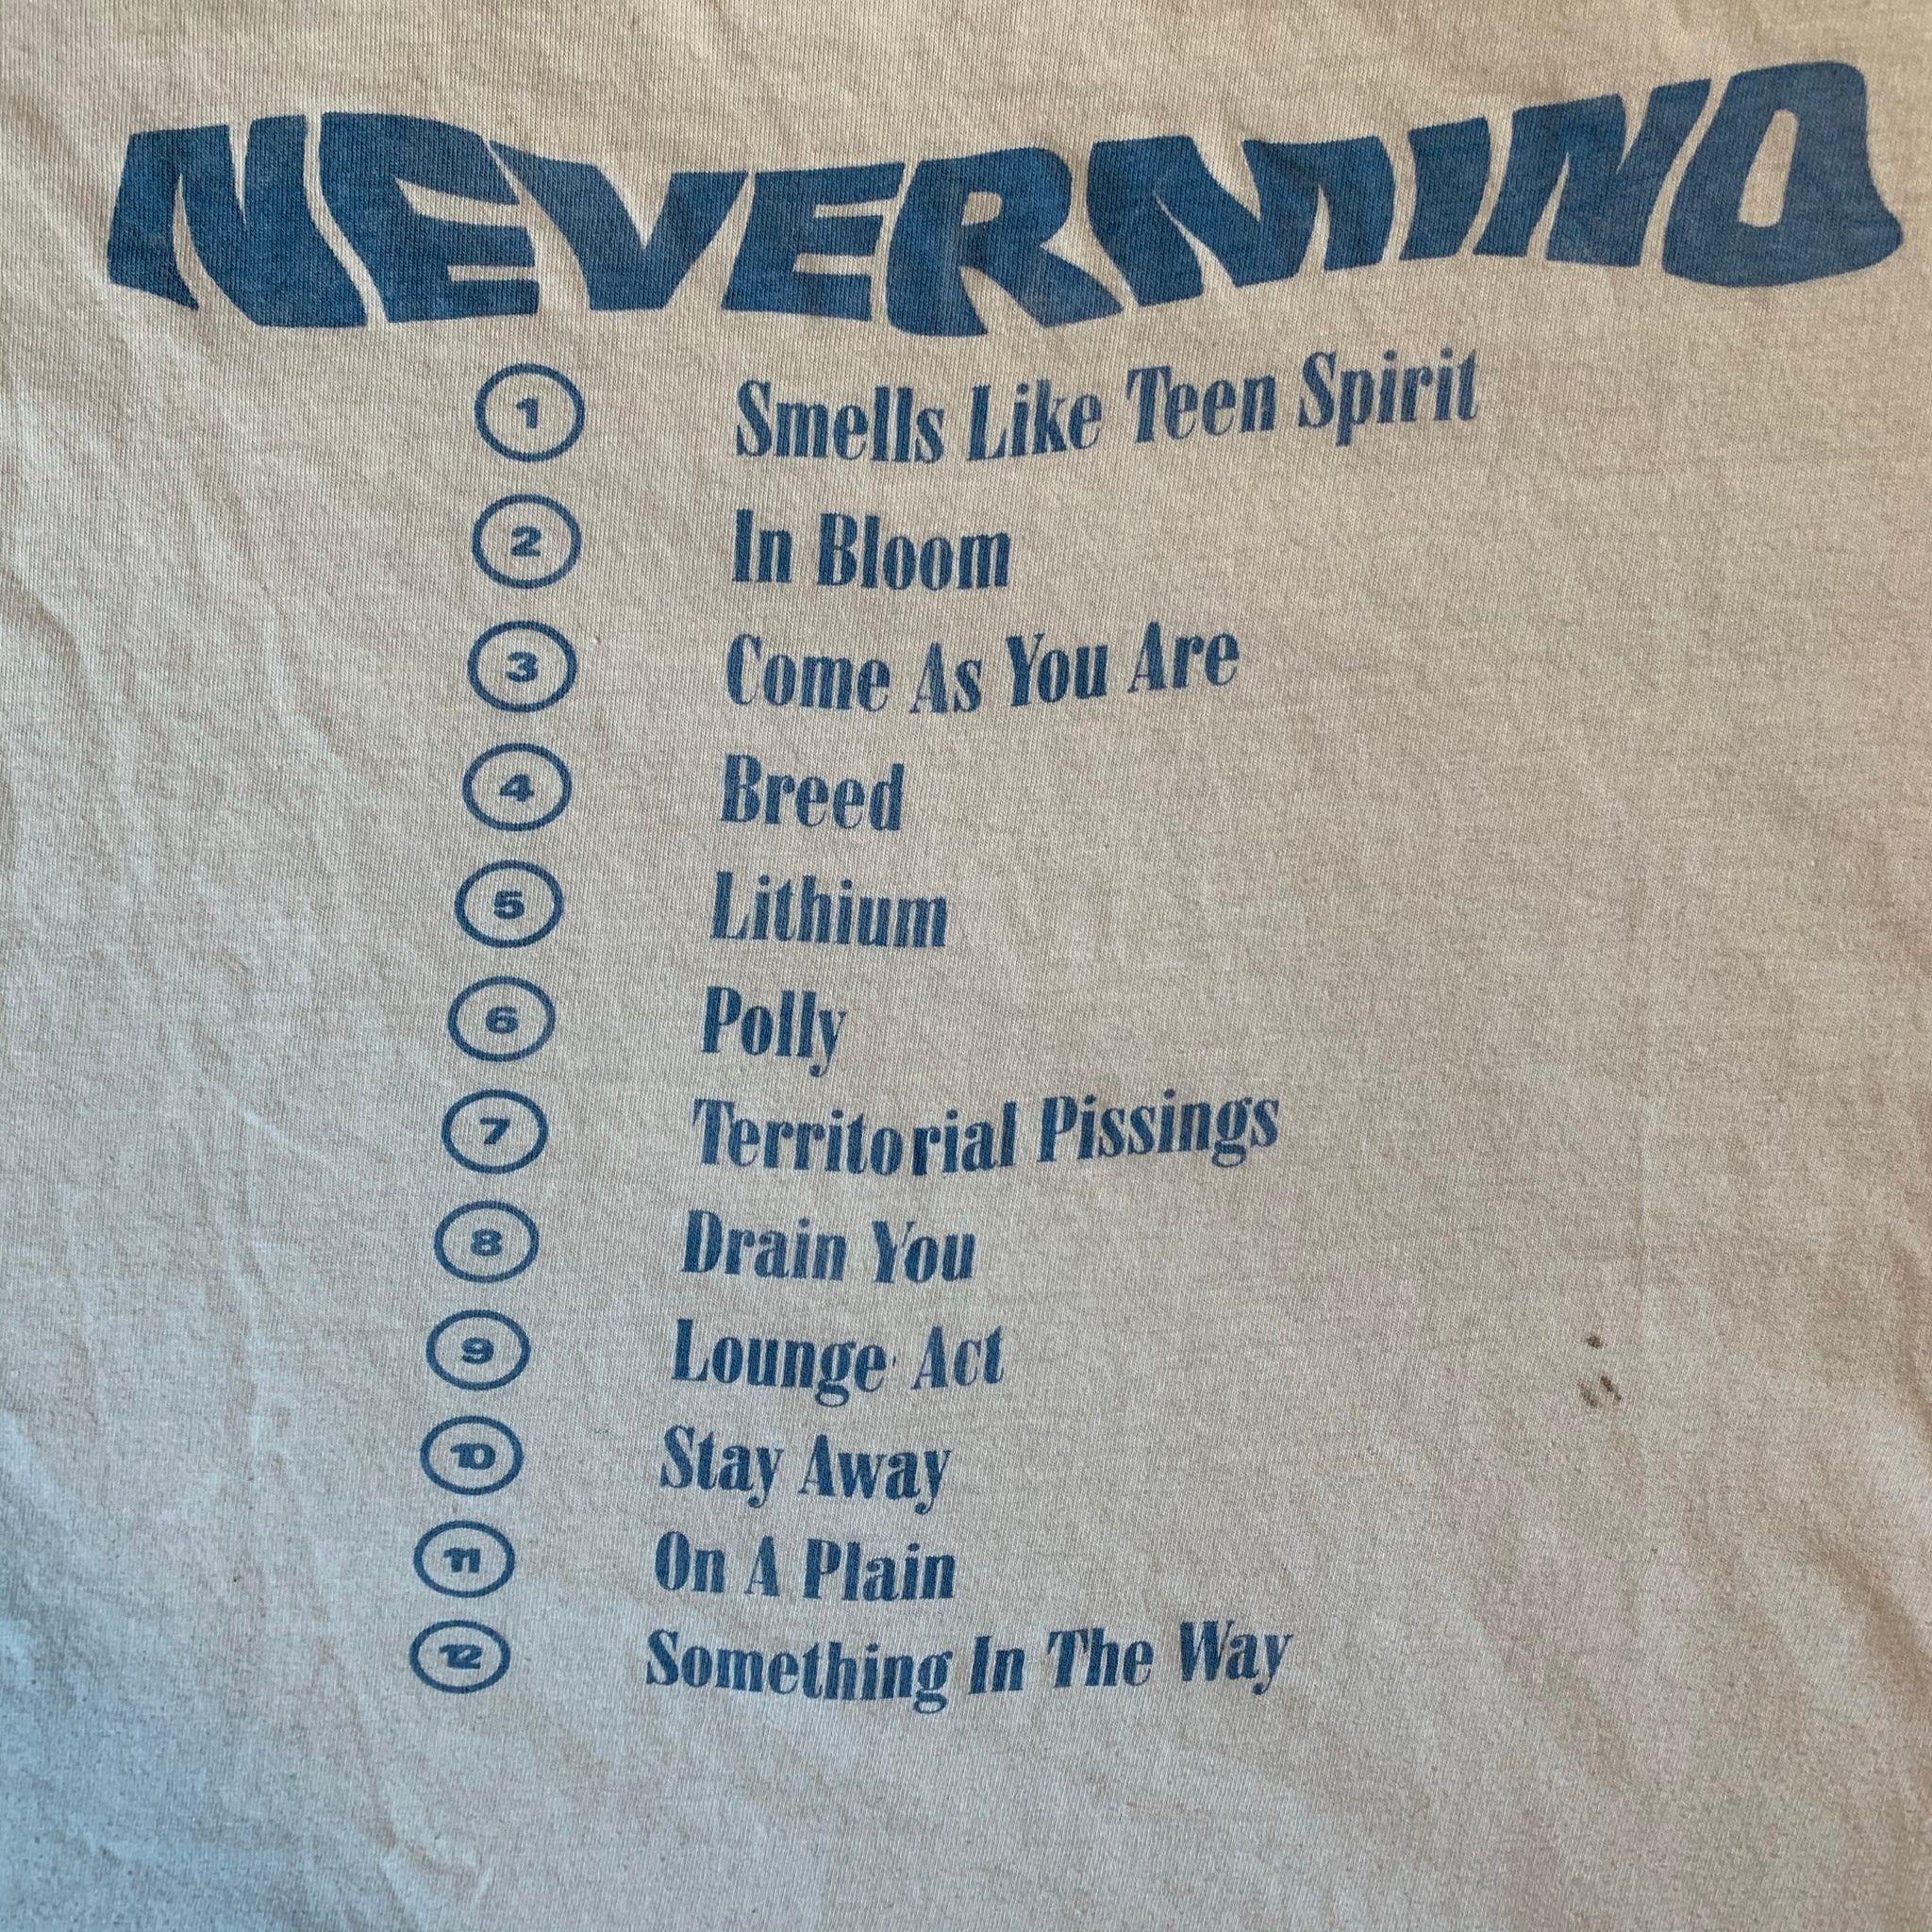 NEVERMIND
1 Smells Like Teen Spirit
2 In Bloom
3 Come As You Are
4 Breed
5 Lithium
6 Polly
7 Territorial Pissings
8 Drain You
9 Lounge Act
10 Stay Away
11 On A Plain
12 Something In The Way